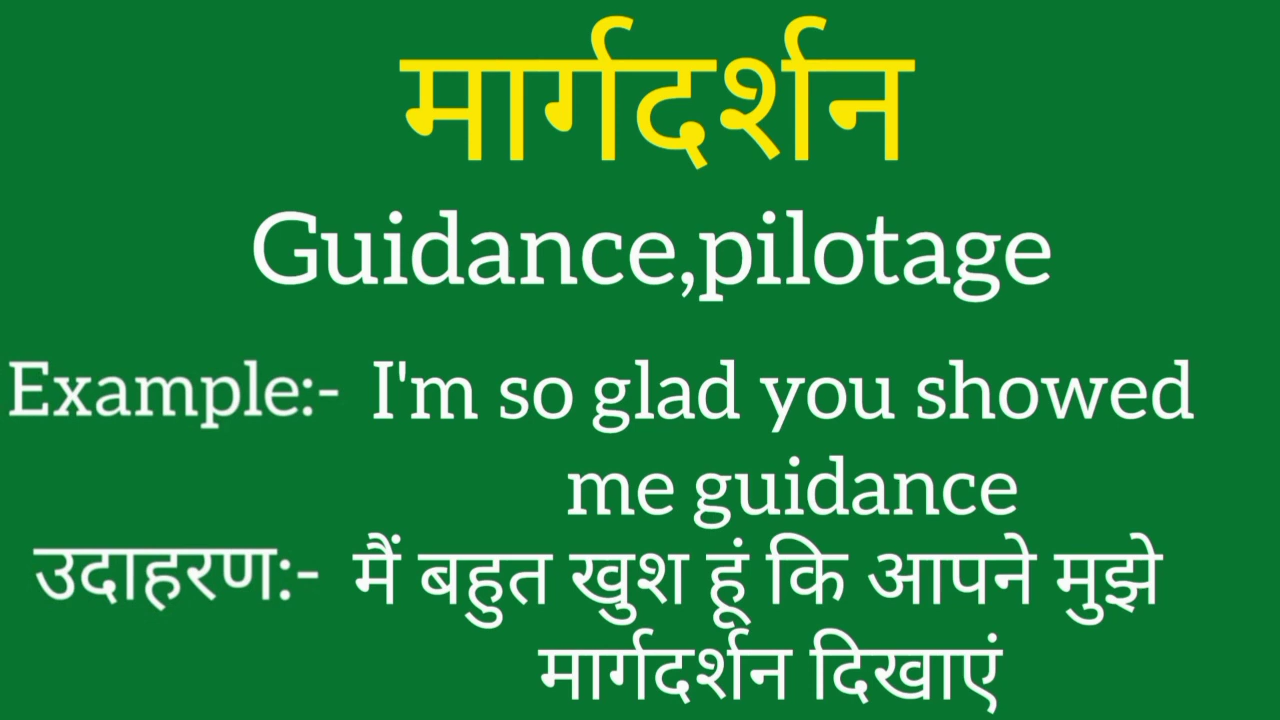 मार्गदर्शन
Guidance,pilotage
Example:- I'm so glad you showed
me guidance
उदाहरण:- मैं बहुत खुश हूं कि आपने मुझे
मार्गदर्शन दिखाएं